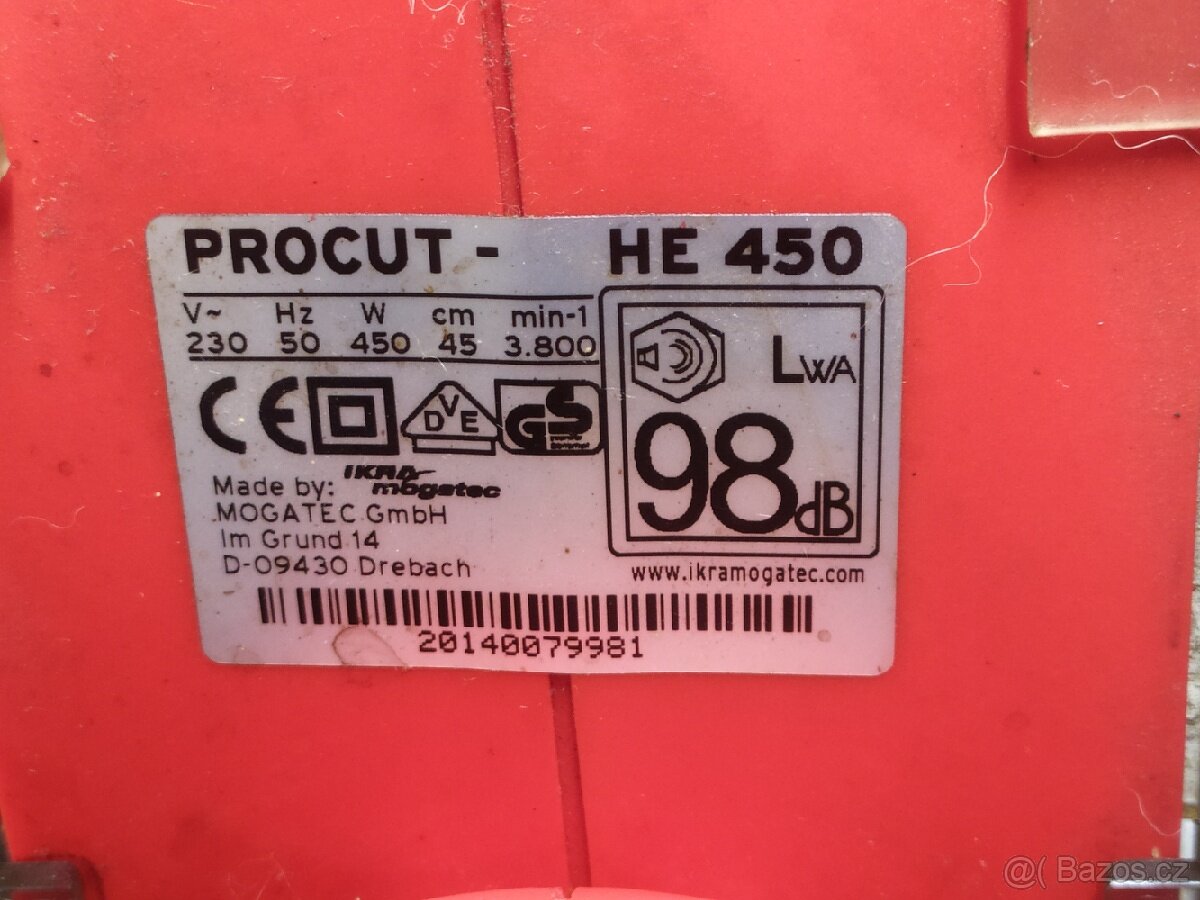 PROCUT - HE 450
V~ Hz W cm min-1
230 50 450 45 3.800
CE DVE GS
LWA
98dB
Made by: IKRA mogatec
MOGATEC GmbH
Im Grund 14
D-09430 Drebach
www.ikramogatec.com
20140079981
@( Bazos.cz